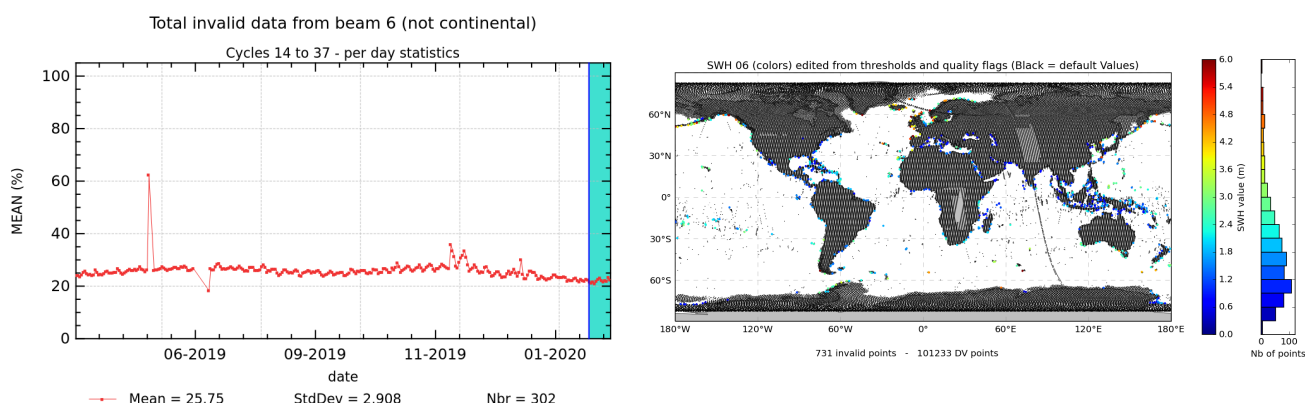 Total invalid data from beam 6 (not continental)
Cycles 14 to 37 - per day statistics
100
80
60
40
20
0
MEAN (%)
06-2019
09-2019
11-2019
01-2020
date
Mean = 25.75
StdDev = 2.908
Nbr = 302
SWH 06 (colors) edited from thresholds and quality flags (Black = default Values)
60°N
30°N
0°
30°S
60°S
180°W
120°W
60°W
0°
60°E
120°E
180°E
731 invalid points - 101233 DV points
6.0
5.4
4.8
4.2
3.6
3.0
2.4
1.8
1.2
0.6
0.0
SWH value (m)
0
100
Nb of points